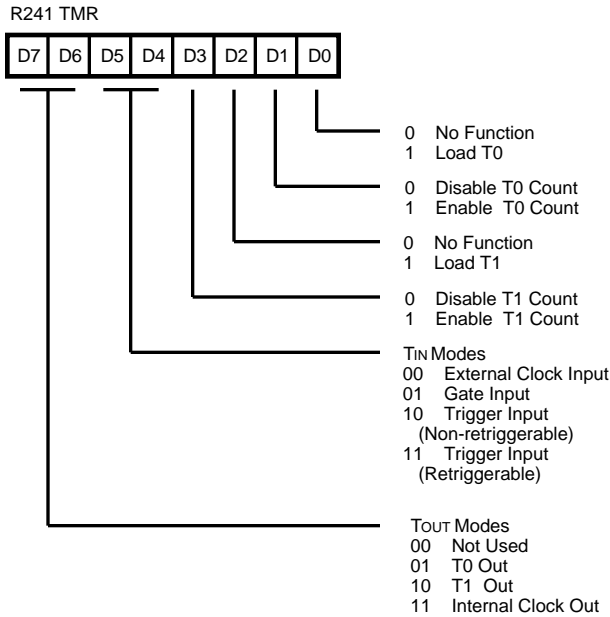 R241 TMR
D7 D6 D5 D4 D3 D2 D1 D0
0 No Function
1 Load T0
0 Disable T0 Count
1 Enable T0 Count
0 No Function
1 Load T1
0 Disable T1 Count
1 Enable T1 Count
TIN Modes
00 External Clock Input
01 Gate Input
10 Trigger Input
(Non-retriggerable)
11 Trigger Input
(Retriggerable)
TOUT Modes
00 Not Used
01 T0 Out
10 T1 Out
11 Internal Clock Out